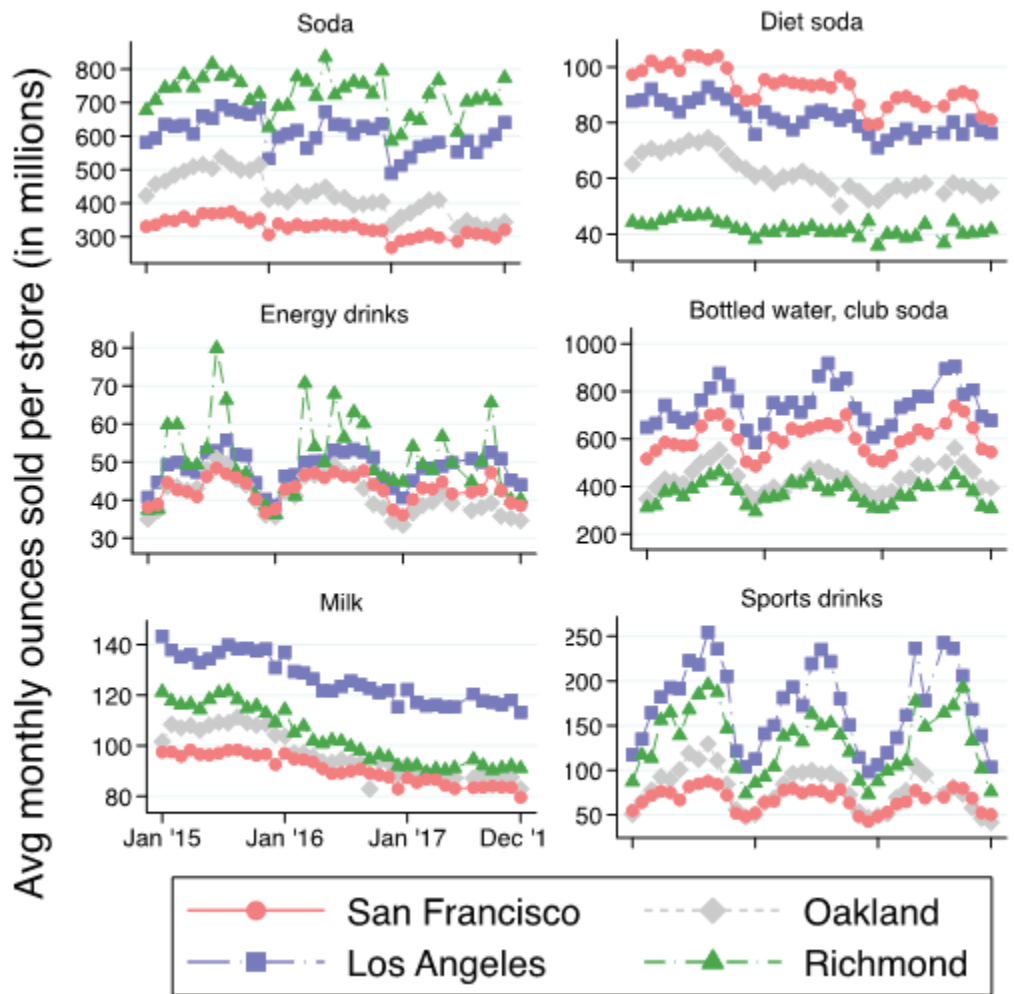 Avg monthly ounces sold per store (in millions)
Soda
800
700
600
500
400
300
Diet soda
100
80
60
40
Energy drinks
80
70
60
50
40
30
Bottled water, club soda
1000
800
600
400
200
Milk
140
120
100
80
Jan '15
Jan '16
Jan '17
Dec '1
Sports drinks
250
200
150
100
50
San Francisco
Oakland
Los Angeles
Richmond